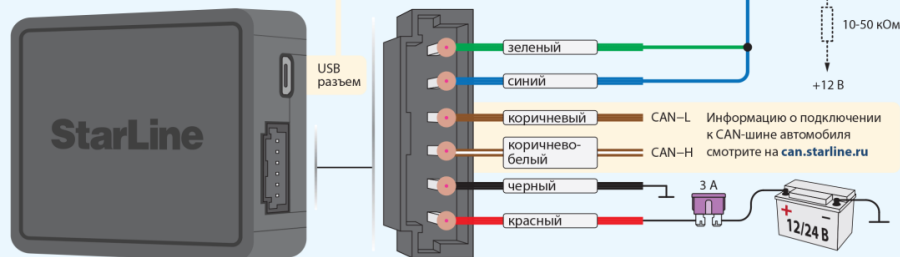 StarLine
USB
разъем
зеленый
синий
коричневый
коричнево-
белый
черный
красный
CAN–L
CAN–H
Информацию о подключении
к CAN-шине автомобиля
смотрите на can.starline.ru
10-50 кОм
+12 В
3 А
+ –
12/24 В